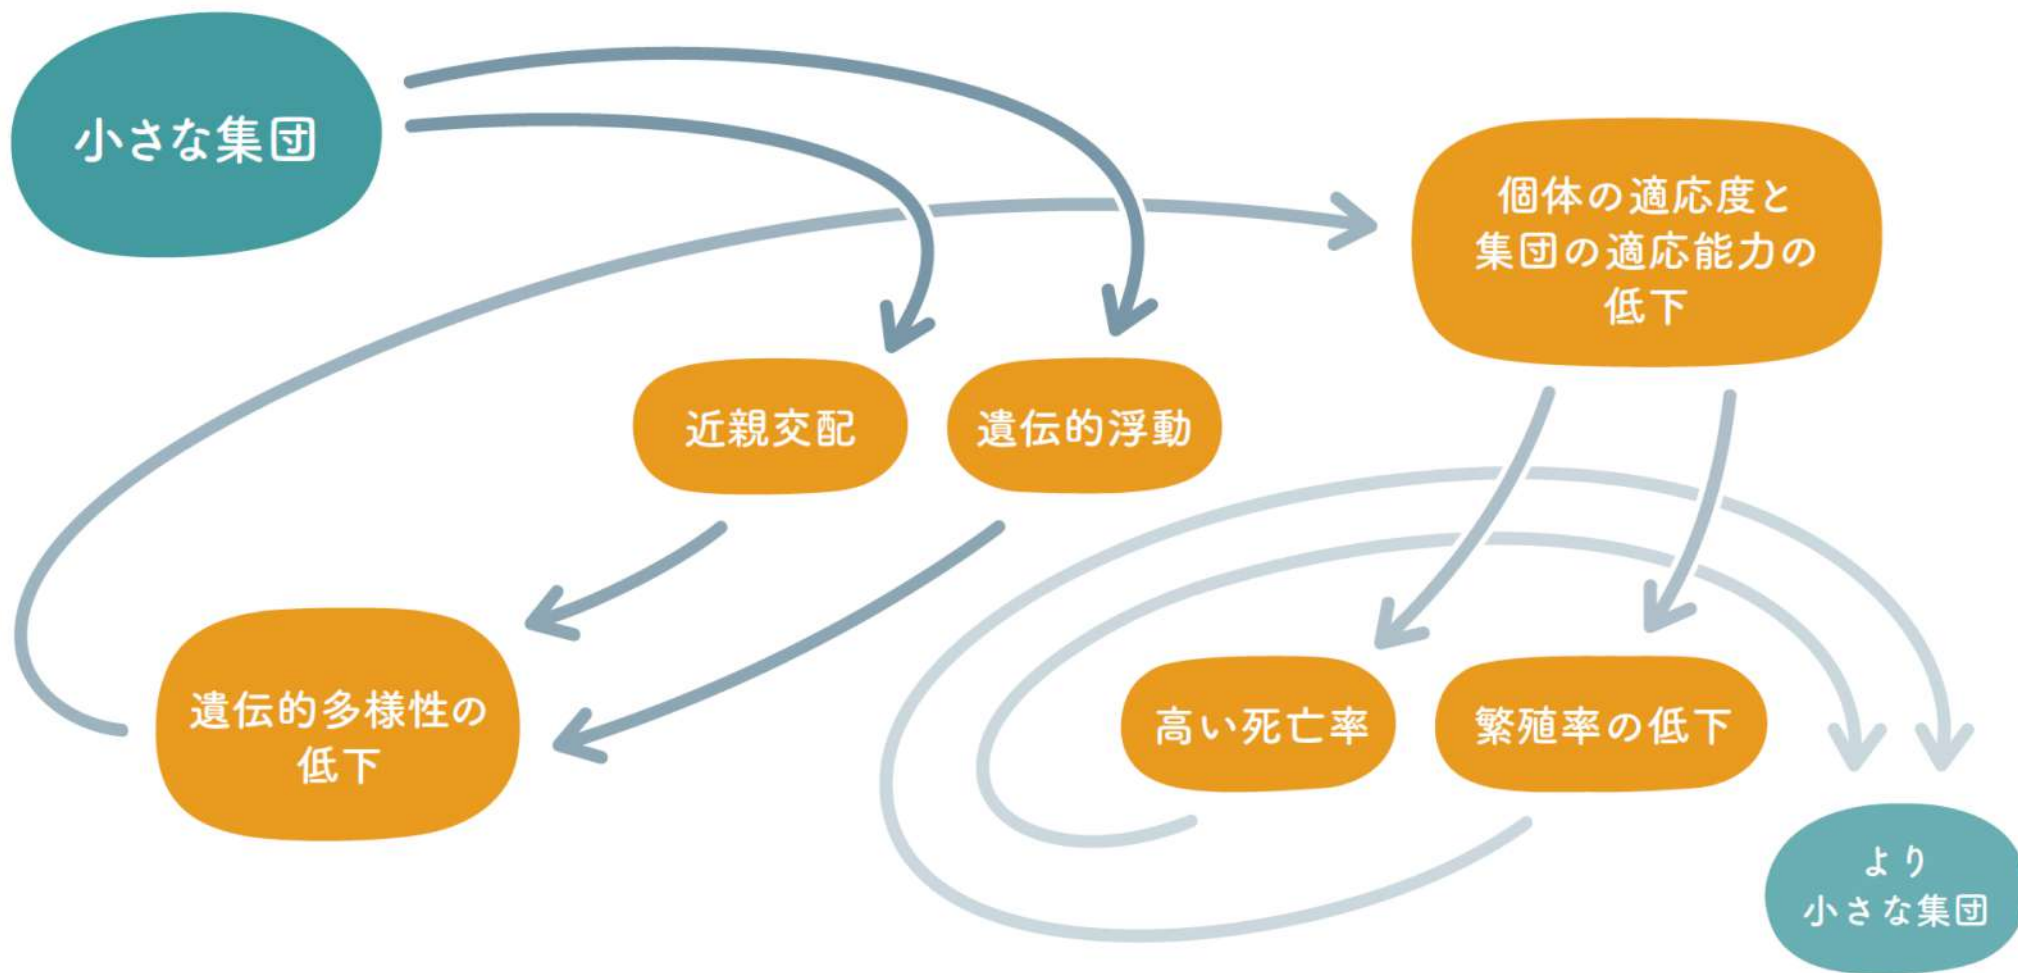 小さな集団
個体の適応度と
集団の適応能力の
低下
近親交配
遺伝的浮動
遺伝的多様性の
低下
高い死亡率
繁殖率の低下
より
小さな集団